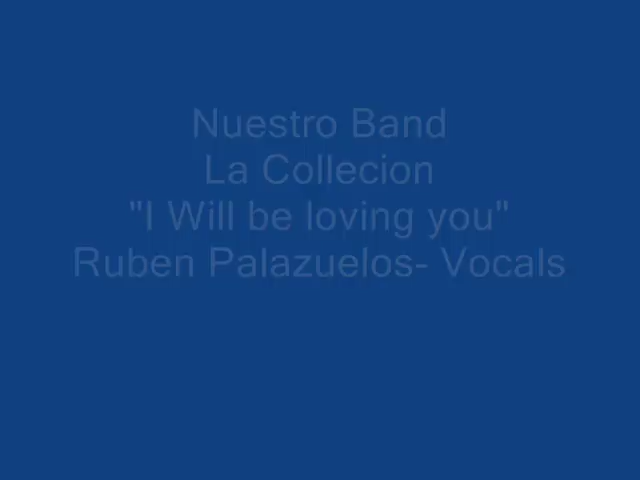 Nuestro Band
La Collecion
"I Will be loving you"
Ruben Palazuelos- Vocals